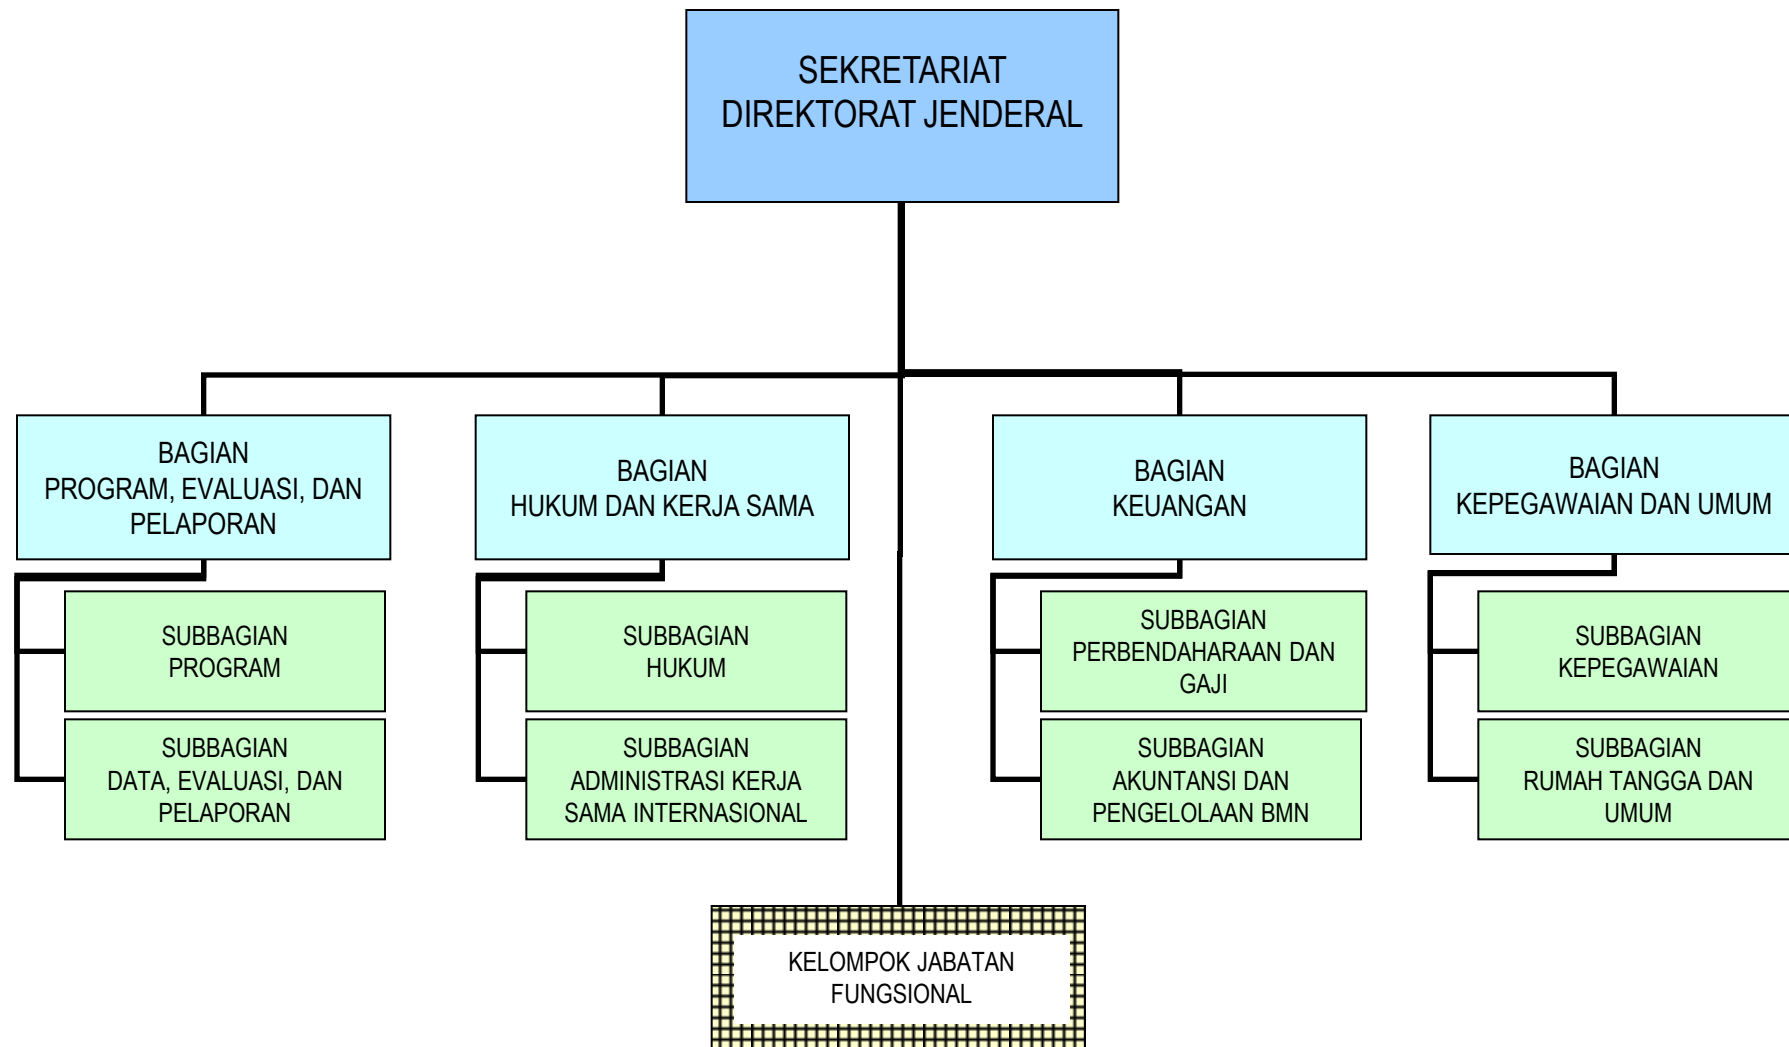 SEKRETARIAT
DIREKTORAT JENDERAL
BAGIAN
PROGRAM, EVALUASI, DAN
PELAPORAN
BAGIAN
HUKUM DAN KERJA SAMA
BAGIAN
KEUANGAN
BAGIAN
KEPEGAWAIAN DAN UMUM
SUBBAGIAN
PROGRAM
SUBBAGIAN
HUKUM
SUBBAGIAN
PERBENDAHARAAN DAN
GAJI
SUBBAGIAN
KEPEGAWAIAN
SUBBAGIAN
DATA, EVALUASI, DAN
PELAPORAN
SUBBAGIAN
ADMINISTRASI KERJA
SAMA INTERNASIONAL
SUBBAGIAN
AKUNTANSI DAN
PENGELOLAAN BMN
SUBBAGIAN
RUMAH TANGGA DAN
UMUM
KELOMPOK JABATAN
FUNGSIONAL